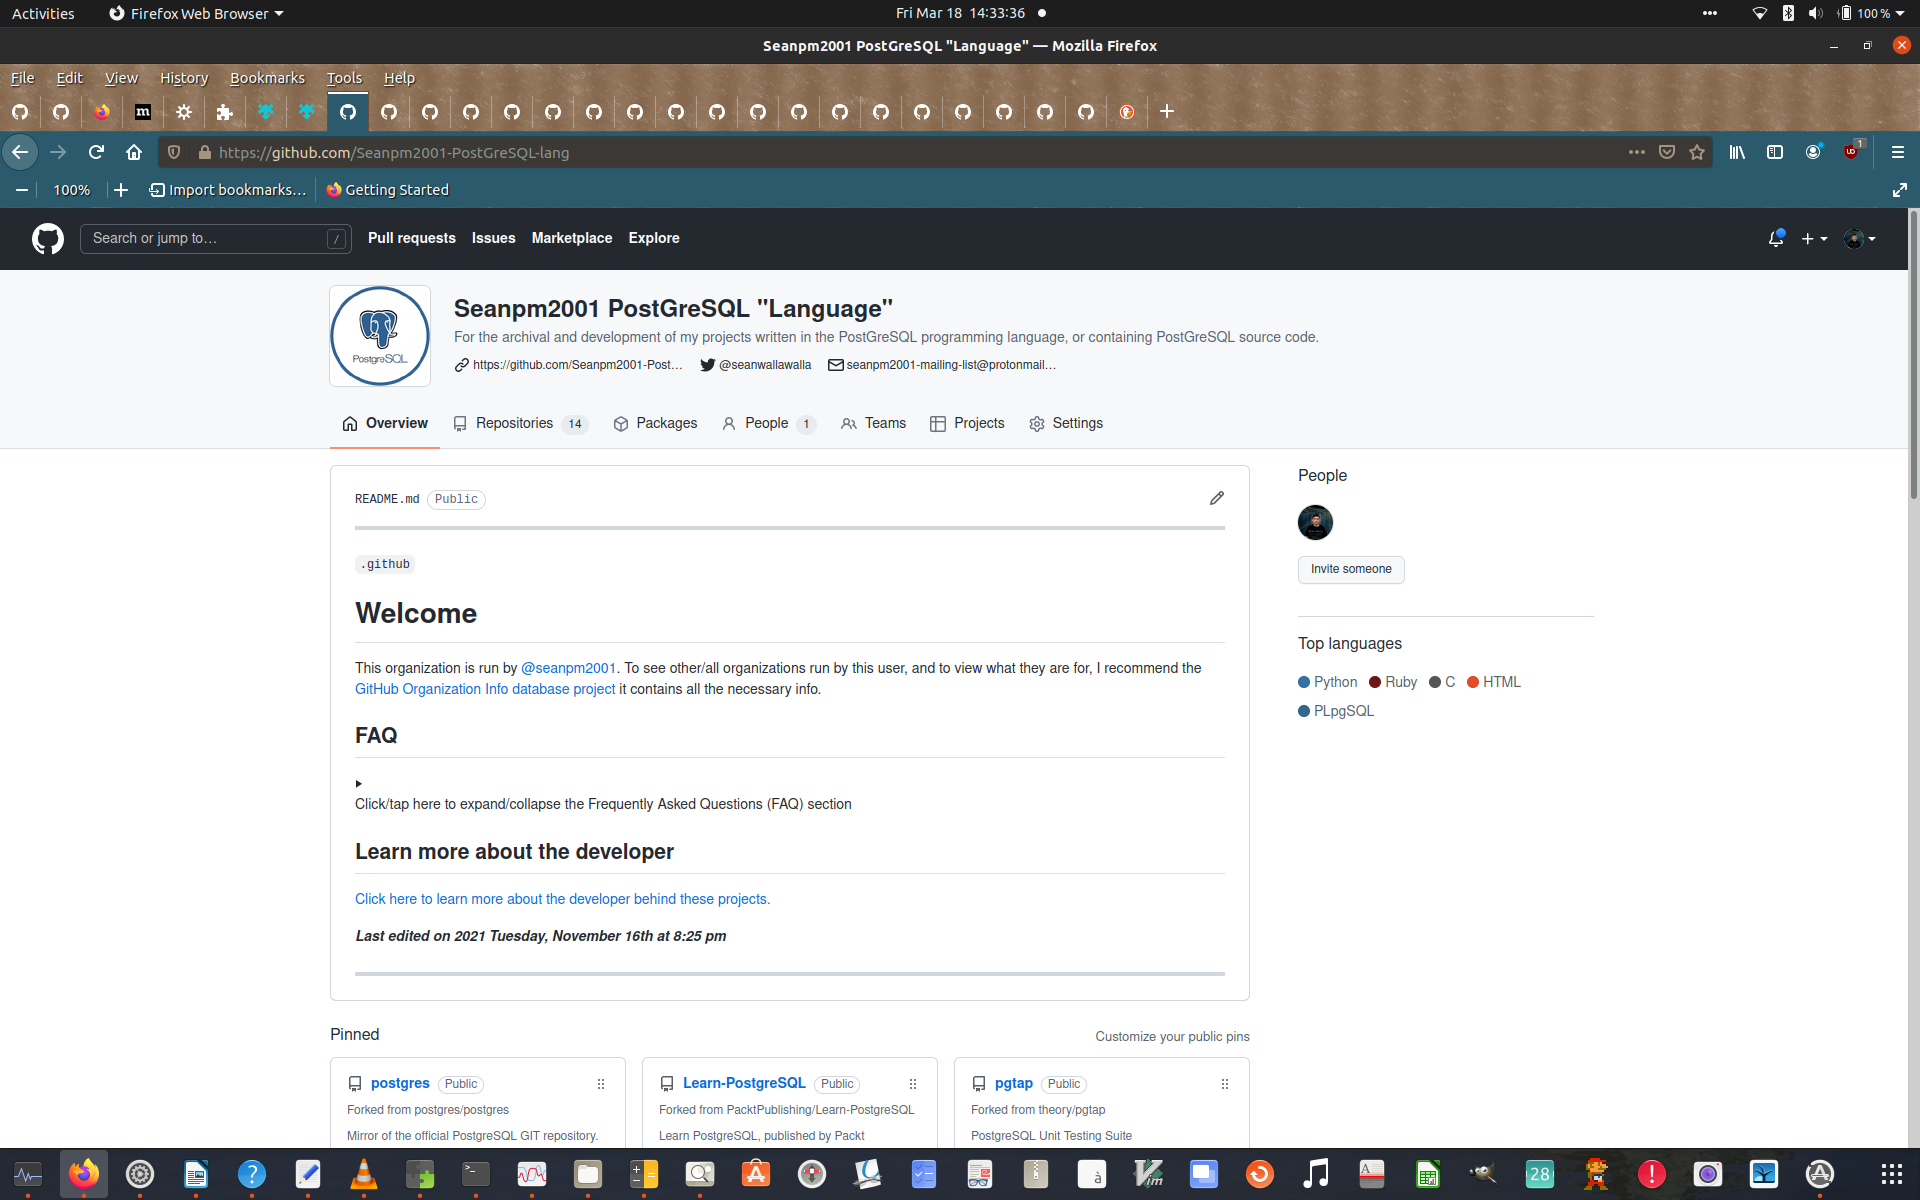 Activities
Firefox Web Browser
Fri Mar 18 14:33:36
100 %
Seanpm2001 PostGreSQL "Language" — Mozilla Firefox
File Edit View History Bookmarks Tools Help
https://github.com/Seanpm2001-PostGreSQL-lang
1
100%
Import bookmarks...
Getting Started
Search or jump to...
/
Pull requests Issues Marketplace Explore
Seanpm2001 PostGreSQL "Language"
For the archival and development of my projects written in the PostGreSQL programming language, or containing PostGreSQL source code.
PostgreSQL
https://github.com/Seanpm2001-Post... @seanwallawalla seanpm2001-mailing-list@protonmail...
Overview Repositories 14 Packages People 1 Teams Projects Settings
README.md Public
.github
Welcome
This organization is run by @seanpm2001. To see other/all organizations run by this user, and to view what they are for, I recommend the
GitHub Organization Info database project it contains all the necessary info.
FAQ
Click/tap here to expand/collapse the Frequently Asked Questions (FAQ) section
Learn more about the developer
Click here to learn more about the developer behind these projects.
Last edited on 2021 Tuesday, November 16th at 8:25 pm
People
Invite someone
Top languages
Python Ruby C HTML
PLpgSQL
Pinned
Customize your public pins
postgres Public
Forked from postgres/postgres
Mirror of the official PostgreSQL GIT repository.
Learn-PostgreSQL Public
Forked from PacktPublishing/Learn-PostgreSQL
Learn PostgreSQL, published by Packt
pgtap Public
Forked from theory/pgtap
PostgreSQL Unit Testing Suite
28